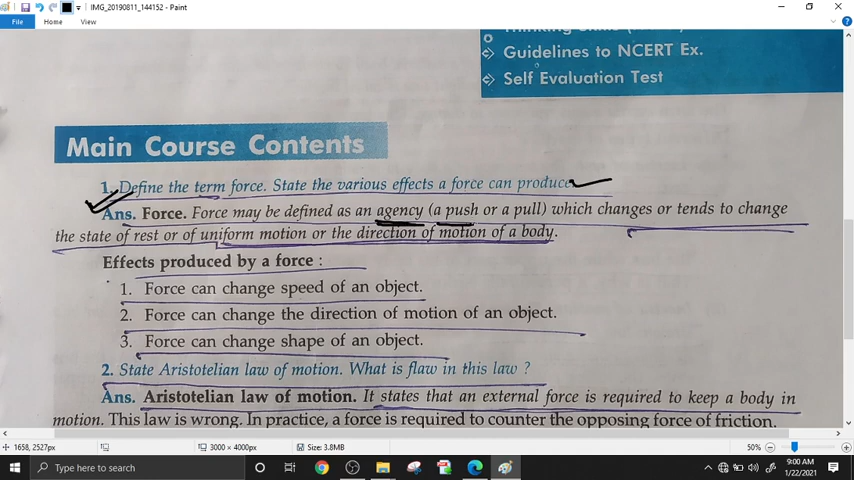 IMG_20190811_144152 - Paint
File Home View
Guidelines to NCERT Ex.
Self Evaluation Test
Main Course Contents
1. Define the term force. State the various effects a force can produce
Ans. Force. Force may be defined as an agency (a push or a pull) which changes or tends to change
the state of rest or of uniform motion or the direction of motion of a body.
Effects produced by a force :
1. Force can change speed of an object.
2. Force can change the direction of motion of an object.
3. Force can change shape of an object.
2. State Aristotelian law of motion. What is flaw in this law ?
Ans. Aristotelian law of motion. It states that an external force is required to keep a body in
motion. This law is wrong. In practice, a force is required to counter the opposing force of friction.
1658, 2527px 3000 × 4000px Size: 3.8MB 50%
Type here to search
9:00 AM
1/22/2021